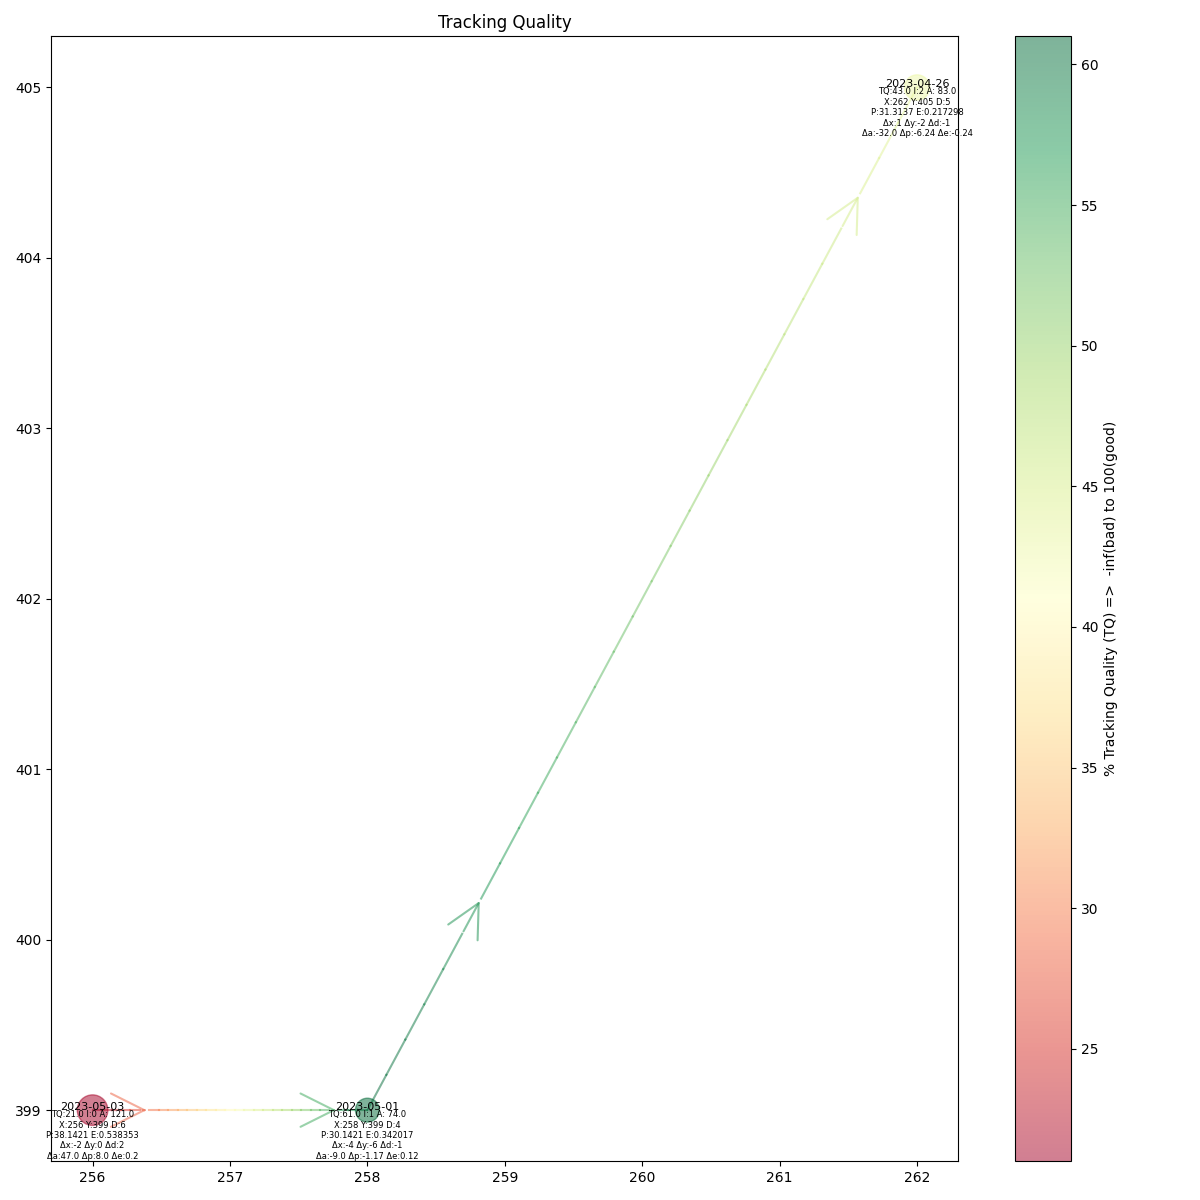 Tracking Quality
405
404
403
402
401
400
399
2023-04-26
TQ:43.0 I:2 A: 83.0
X:262 Y:405 D:5
P:31.3137 E:0.217298
Δx:1 Δy:-2 Δd:-1
Δa:-32.0 Δp:-6.24 Δe:-0.24
2023-05-03
TQ:21.0 I:0 A: 121.0
X:256 Y:399 D:6
P:38.1421 E:0.538353
Δx:-2 Δy:0 Δd:2
Δa:47.0 Δp:8.0 Δe:0.2
2023-05-01
TQ:61.0 I:1 A: 74.0
X:258 Y:399 D:4
P:30.1421 E:0.342017
Δx:-4 Δy:-6 Δd:-1
Δa:-9.0 Δp:-1.17 Δe:0.12
256 257 258 259 260 261 262
60
55
50
45
40
35
30
25
% Tracking Quality (TQ) => -inf(bad) to 100(good)